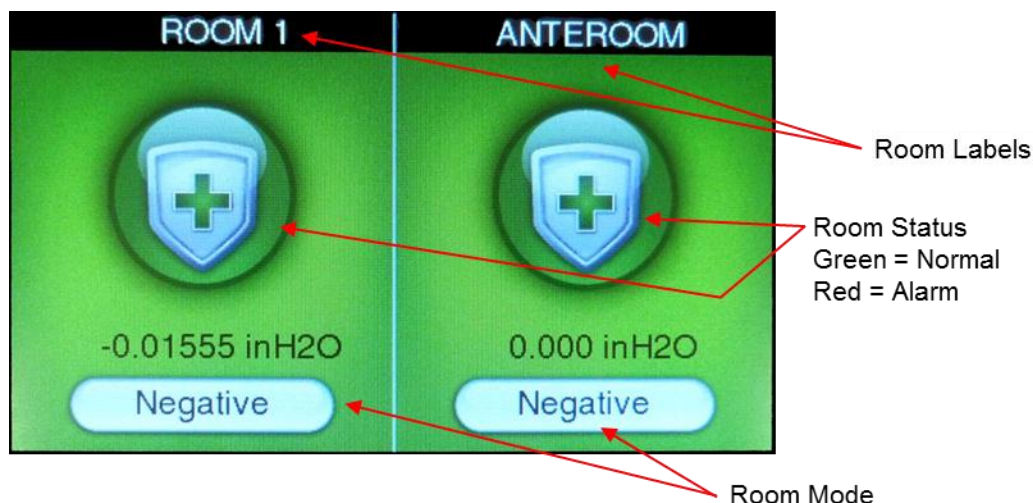 ROOM 1
ANTEROOM
Room Labels
Room Status
Green = Normal
Red = Alarm
-0.01555 inH2O
0.000 inH2O
Negative
Negative
Room Mode